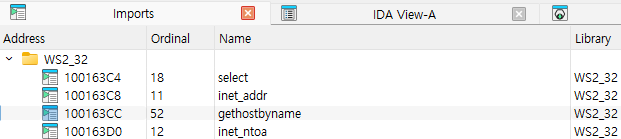 Imports IDA View-A
Address Ordinal Name Library
WS2_32
100163C4 18 select WS2_32
100163C8 11 inet_addr WS2_32
100163CC 52 gethostbyname WS2_32
100163D0 12 inet_ntoa WS2_32